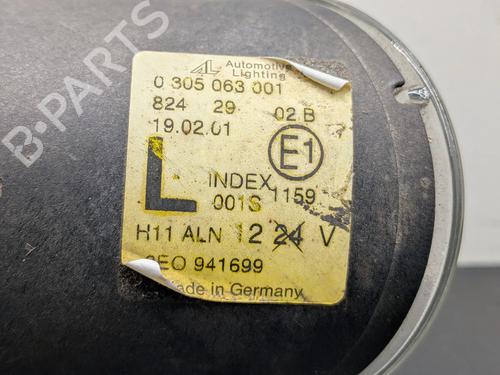 AL Automotive
Lighting
0 305 063 001
824 29 02 B
19.02.01
E1
L
INDEX 1159
001S
H11 ALN 12 24 V
8E0 941699
Made in Germany
B-PARTS